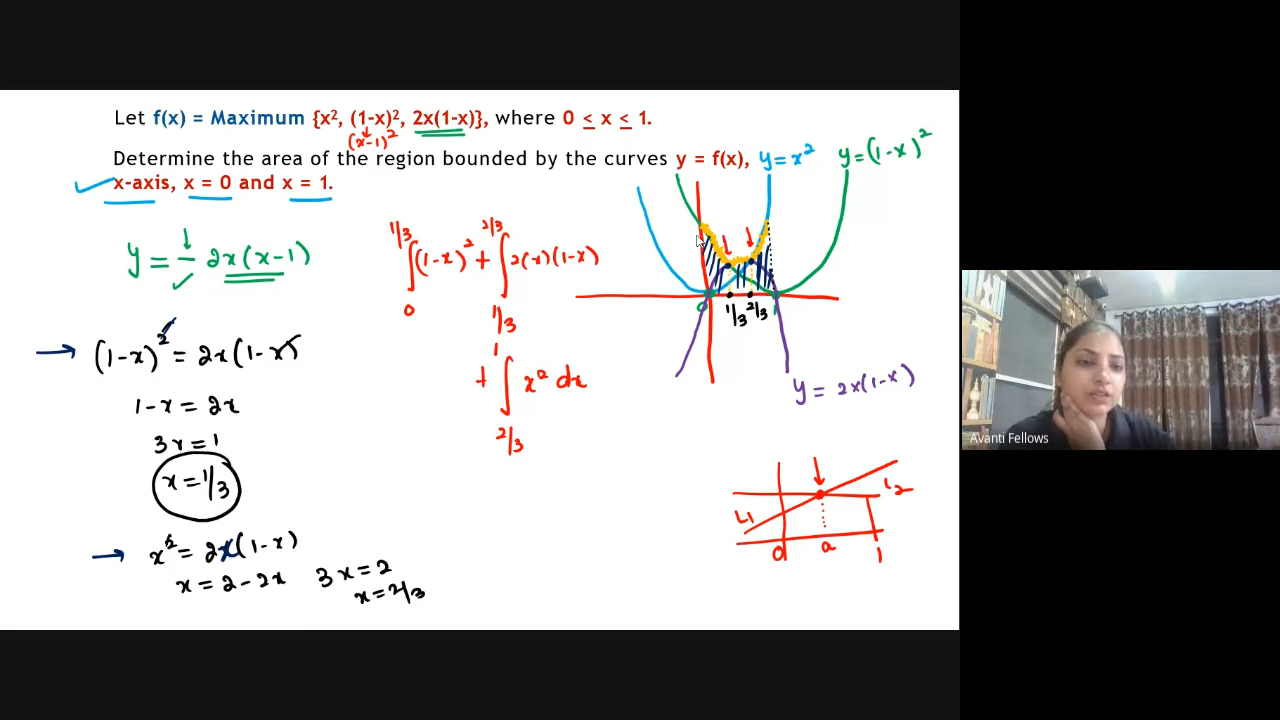 Let f(x) = Maximum {x², (1-x)², 2x(1-x)}, where 0 ≤ x ≤ 1.
(x-1)²
Determine the area of the region bounded by the curves y = f(x),
x-axis, x = 0 and x = 1.
y = x²
y = (1-x)²
y = - 2x(x-1)
∫₀^1/3 (1-x)² + ∫_1/3^2/3 2(x)(1-x)
+ ∫_2/3^1 x² dx
0 1/3 2/3 1
y = 2x(1-x)
(1-x)² = 2x(1-x)
1-x = 2x
3x = 1
x = 1/3
x² = 2x(1-x)
x = 2-2x
3x = 2
x = 2/3
L1 L2
0 a 1
Avanti Fellows